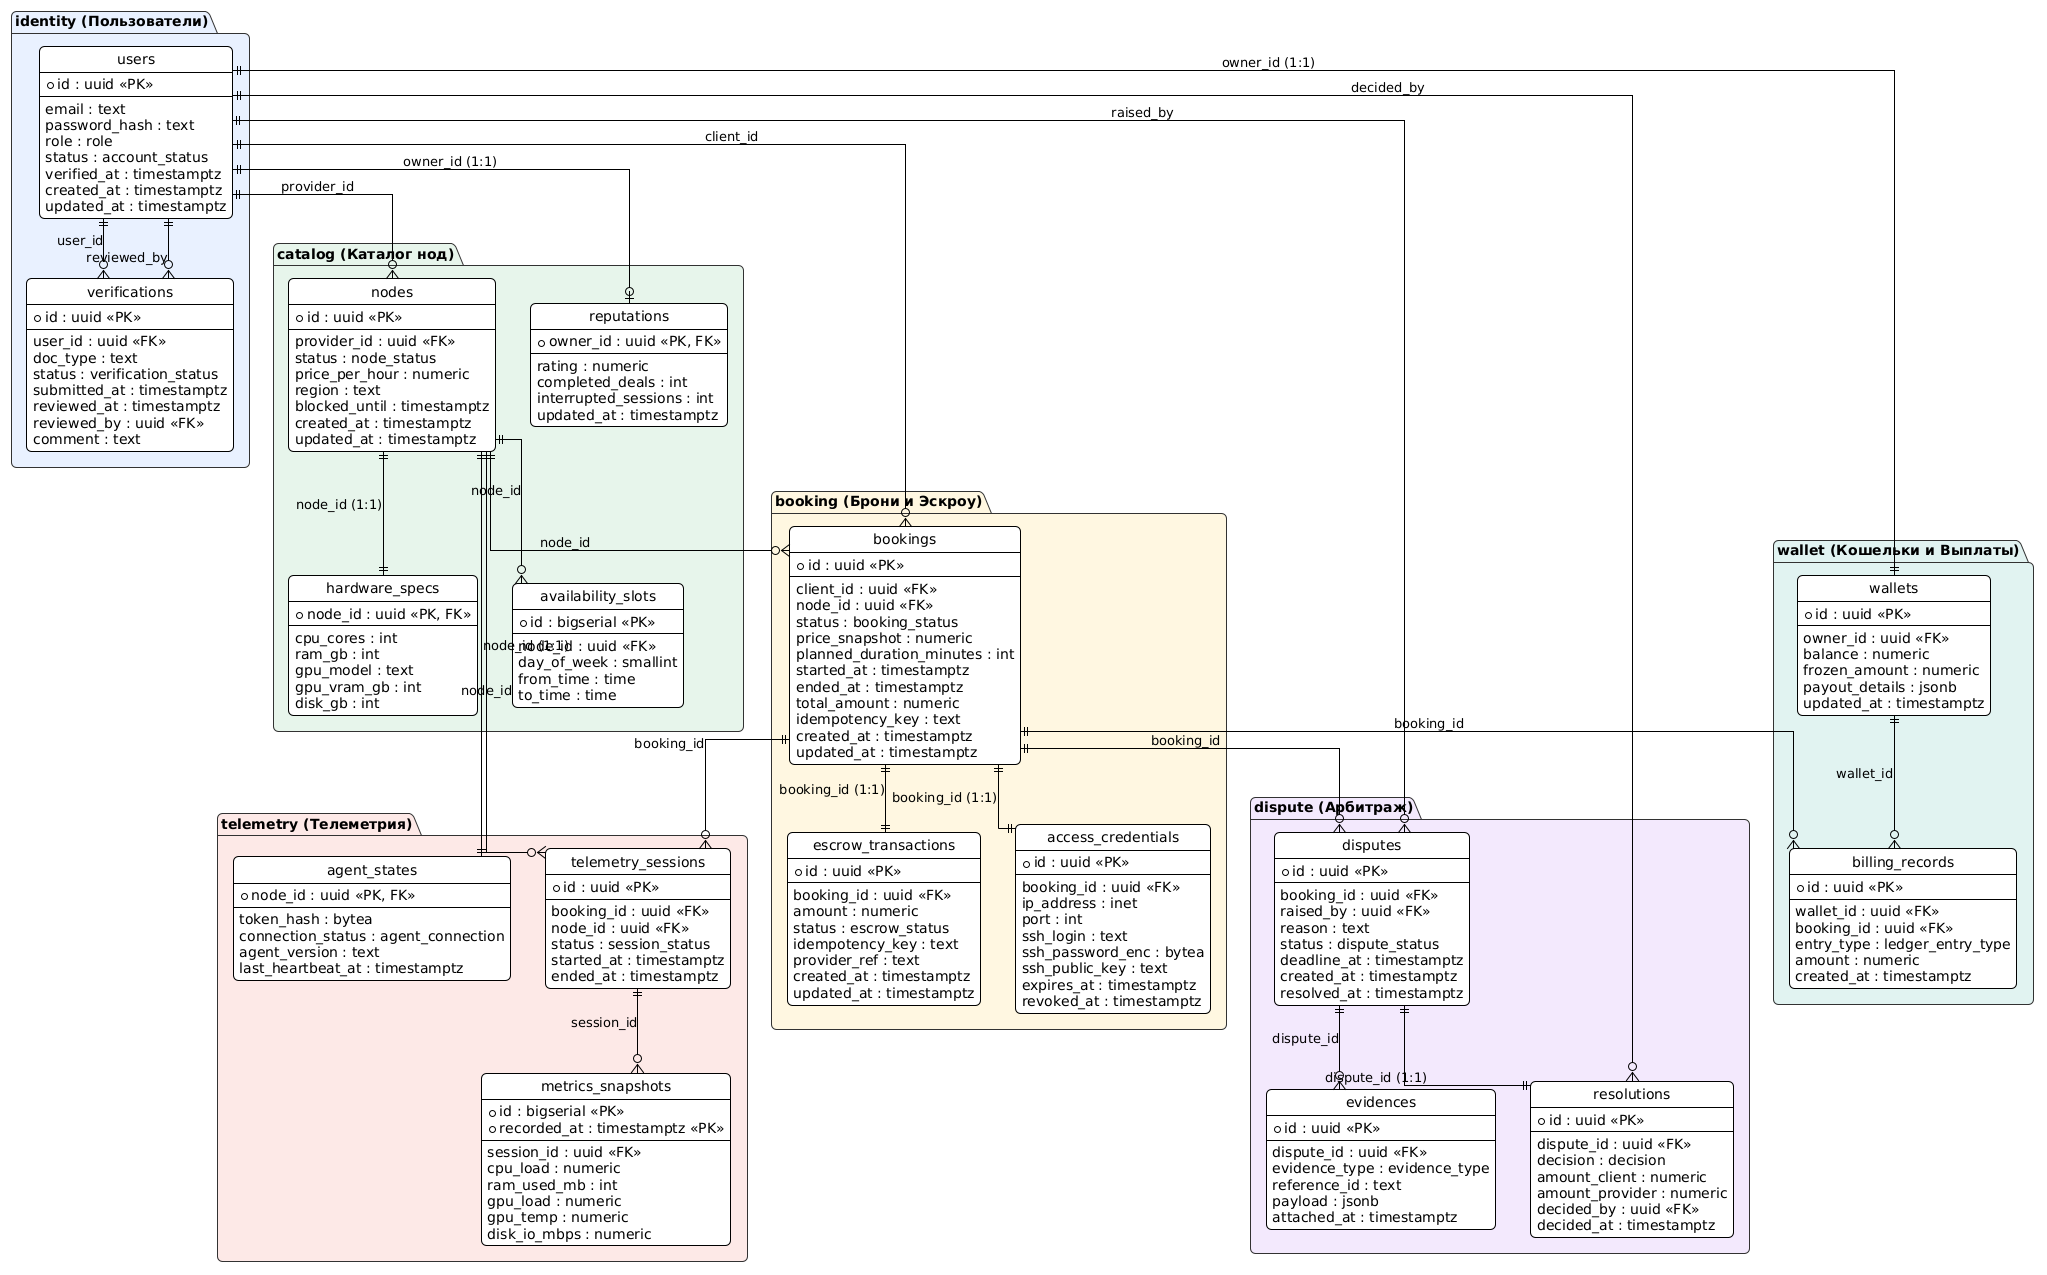 identity (Пользователи)
users
id : uuid «PK»
email : text
password_hash : text
role : role
status : account_status
verified_at : timestamptz
created_at : timestamptz
updated_at : timestamptz
owner_id (1:1)
decided_by
raised_by
client_id
owner_id (1:1)
provider_id
user_id
reviewed_by
verifications
id : uuid «PK»
user_id : uuid «FK»
doc_type : text
status : verification_status
submitted_at : timestamptz
reviewed_at : timestamptz
reviewed_by : uuid «FK»
comment : text
catalog (Каталог нод)
nodes
id : uuid «PK»
provider_id : uuid «FK»
status : node_status
price_per_hour : numeric
region : text
blocked_until : timestamptz
created_at : timestamptz
updated_at : timestamptz
reputations
owner_id : uuid «PK, FK»
rating : numeric
completed_deals : int
interrupted_sessions : int
updated_at : timestamptz
node_id (1:1)
node_id
node_id
hardware_specs
node_id : uuid «PK, FK»
cpu_cores : int
ram_gb : int
gpu_model : text
gpu_vram_gb : int
disk_gb : int
availability_slots
id : bigserial «PK»
node_id : uuid «FK»
day_of_week : smallint
from_time : time
to_time : time
node_id (1:1)
node_id
booking (Брони и Эскроу)
bookings
id : uuid «PK»
client_id : uuid «FK»
node_id : uuid «FK»
status : booking_status
price_snapshot : numeric
planned_duration_minutes : int
started_at : timestamptz
ended_at : timestamptz
total_amount : numeric
idempotency_key : text
created_at : timestamptz
updated_at : timestamptz
booking_id
booking_id
booking_id
booking_id (1:1)
booking_id (1:1)
escrow_transactions
id : uuid «PK»
booking_id : uuid «FK»
amount : numeric
status : escrow_status
idempotency_key : text
provider_ref : text
created_at : timestamptz
updated_at : timestamptz
access_credentials
id : uuid «PK»
booking_id : uuid «FK»
ip_address : inet
port : int
ssh_login : text
ssh_password_enc : bytea
ssh_public_key : text
expires_at : timestamptz
revoked_at : timestamptz
wallet (Кошельки и Выплаты)
wallets
id : uuid «PK»
owner_id : uuid «FK»
balance : numeric
frozen_amount : numeric
payout_details : jsonb
updated_at : timestamptz
wallet_id
billing_records
id : uuid «PK»
wallet_id : uuid «FK»
booking_id : uuid «FK»
entry_type : ledger_entry_type
amount : numeric
created_at : timestamptz
telemetry (Телеметрия)
agent_states
node_id : uuid «PK, FK»
token_hash : bytea
connection_status : agent_connection
agent_version : text
last_heartbeat_at : timestamptz
telemetry_sessions
id : uuid «PK»
booking_id : uuid «FK»
node_id : uuid «FK»
status : session_status
started_at : timestamptz
ended_at : timestamptz
session_id
metrics_snapshots
id : bigserial «PK»
recorded_at : timestamptz «PK»
session_id : uuid «FK»
cpu_load : numeric
ram_used_mb : int
gpu_load : numeric
gpu_temp : numeric
disk_io_mbps : numeric
dispute (Арбитраж)
disputes
id : uuid «PK»
booking_id : uuid «FK»
raised_by : uuid «FK»
reason : text
status : dispute_status
deadline_at : timestamptz
created_at : timestamptz
resolved_at : timestamptz
dispute_id
dispute_id (1:1)
evidences
id : uuid «PK»
dispute_id : uuid «FK»
evidence_type : evidence_type
reference_id : text
payload : jsonb
attached_at : timestamptz
resolutions
id : uuid «PK»
dispute_id : uuid «FK»
decision : decision
amount_client : numeric
amount_provider : numeric
decided_by : uuid «FK»
decided_at : timestamptz